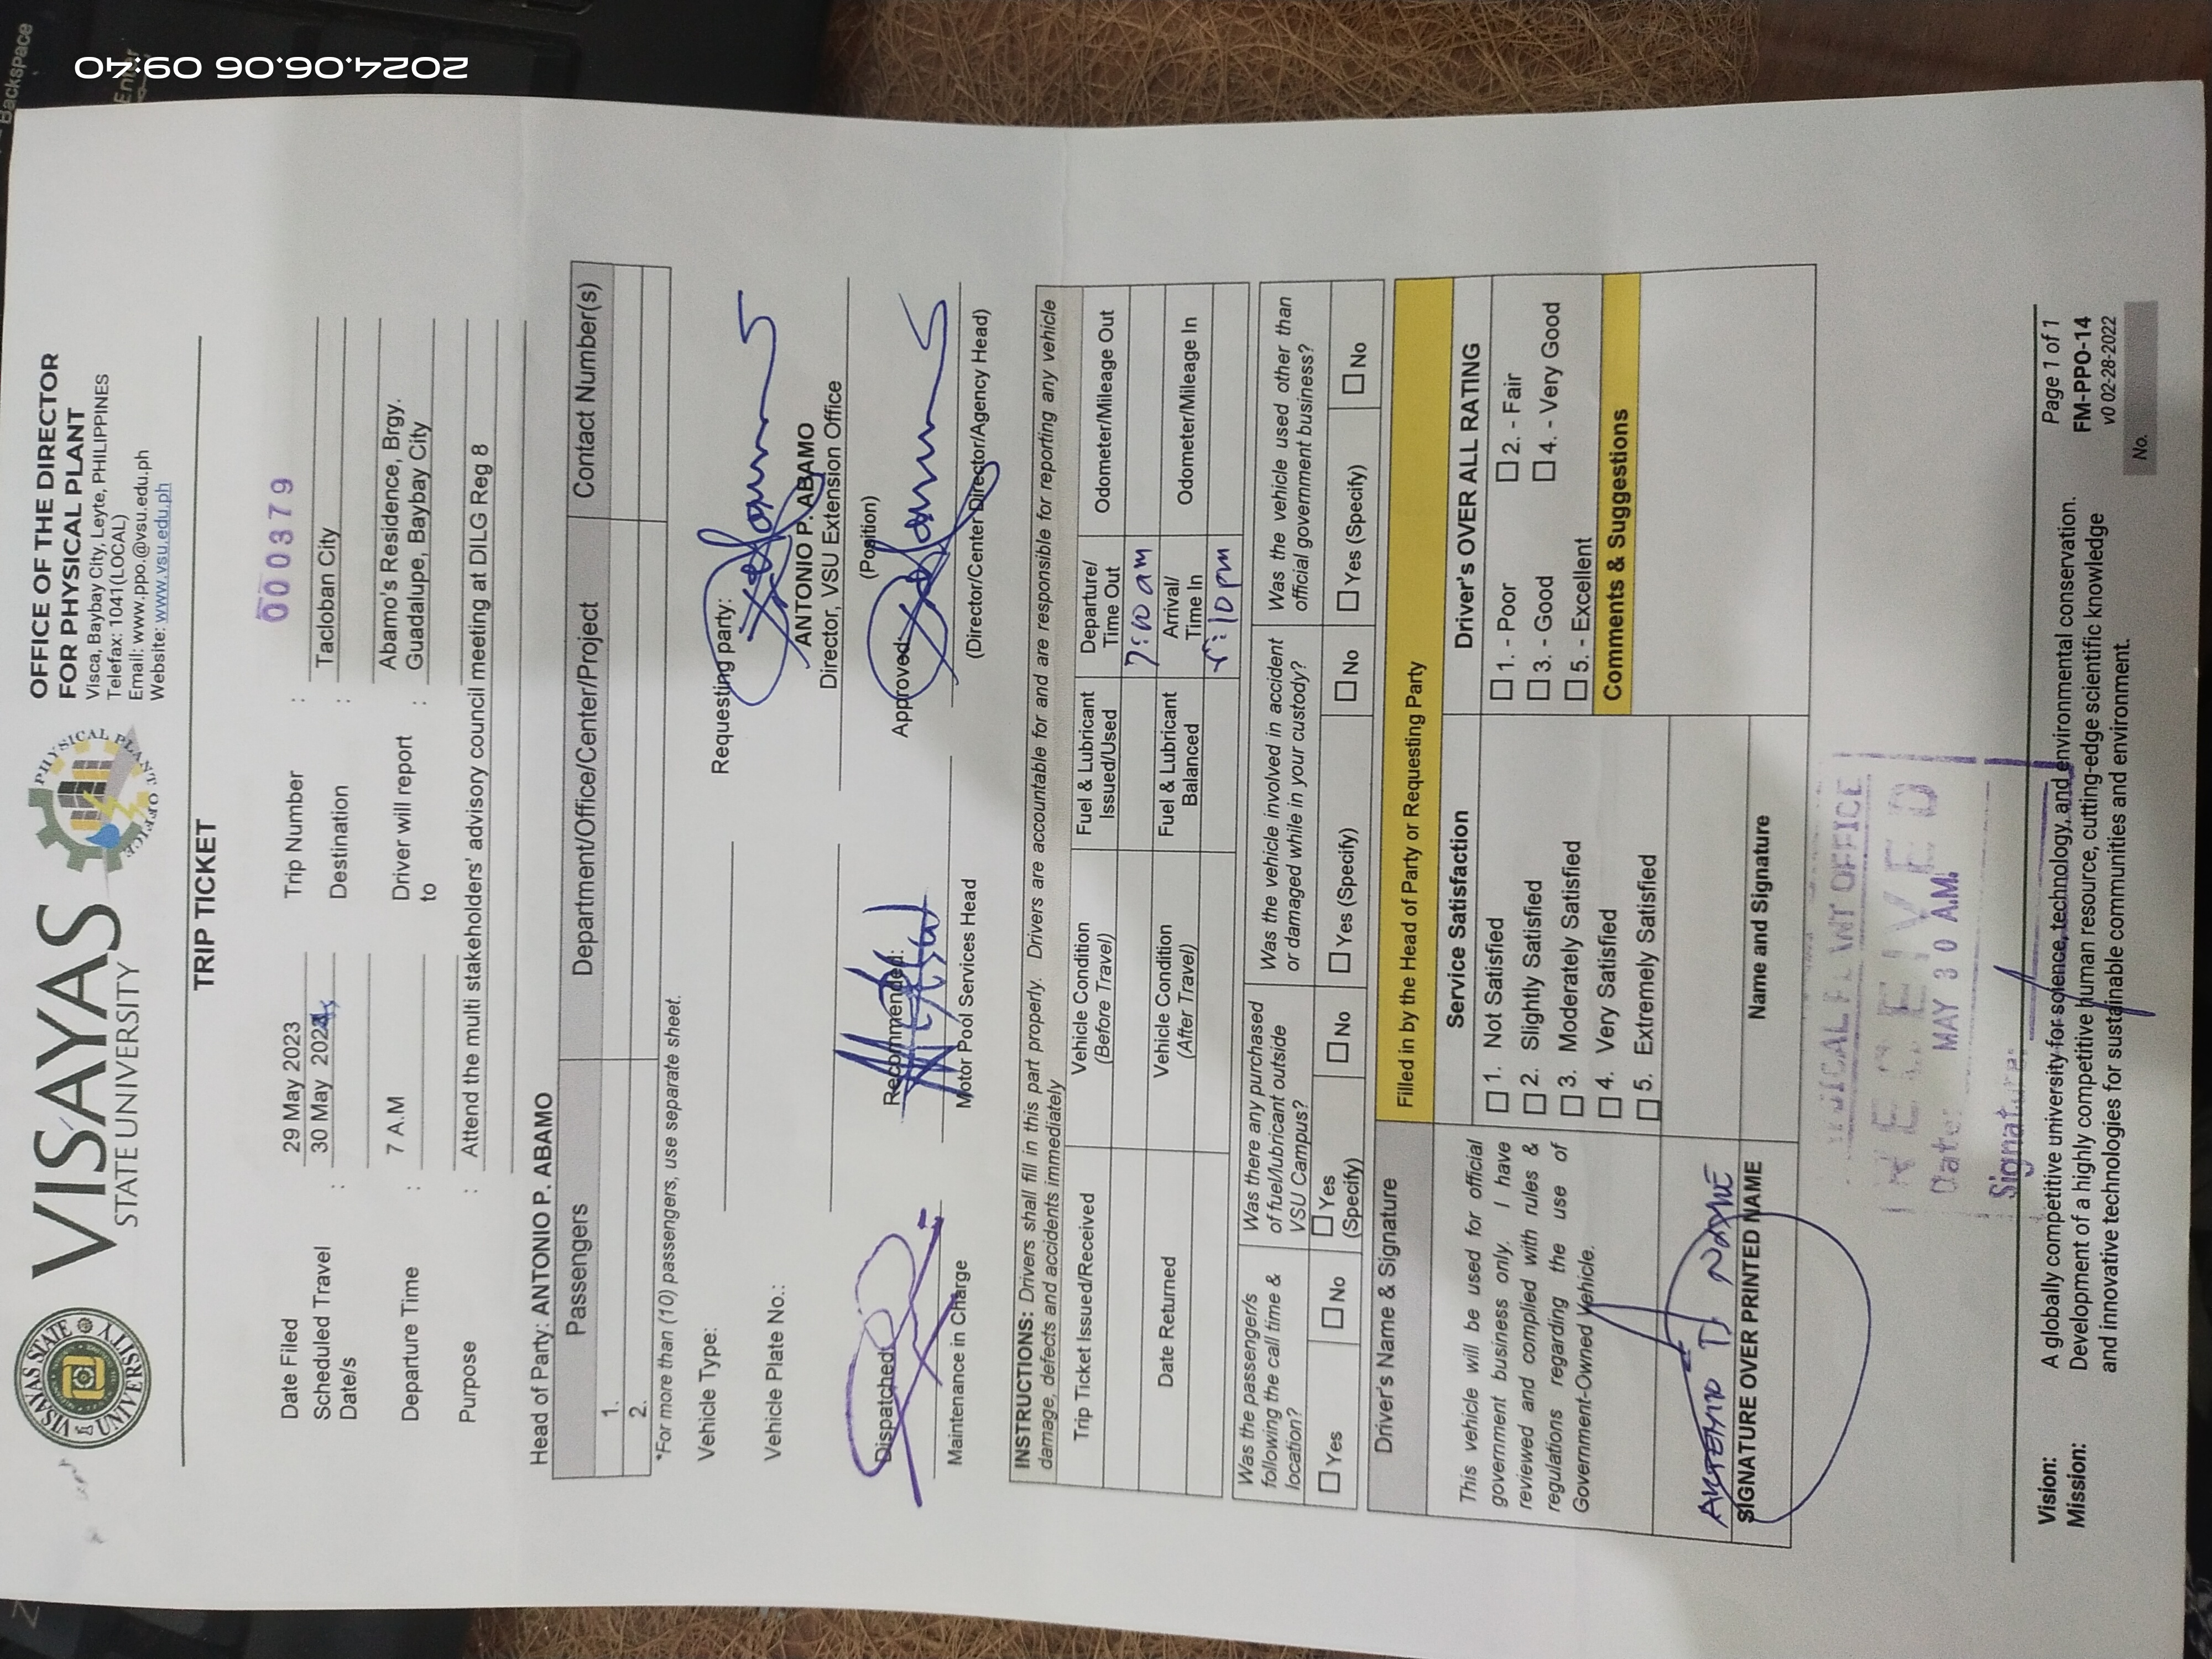 Backspace
Enter
2024.06.06 09:40
VISAYAS STATE UNIVERSITY
VISAYAS
STATE UNIVERSITY
PHYSICAL PLANT OFFICE
OFFICE OF THE DIRECTOR
FOR PHYSICAL PLANT
Visca, Baybay City, Leyte, PHILIPPINES
Telefax: 1041 (LOCAL)
Email: www.ppo.@vsu.edu.ph
Website: www.vsu.edu.ph
TRIP TICKET
000379
Date Filed 29 May 2023 Trip Number :
Scheduled Travel Date/s : 30 May 2024 Destination : Tacloban City
Departure Time : 7 A.M Driver will report to : Abamo's Residence, Brgy.
Guadalupe, Baybay City
Purpose : Attend the multi stakeholders' advisory council meeting at DILG Reg 8
Head of Party: ANTONIO P. ABAMO
Passengers Department/Office/Center/Project Contact Number(s)
1.
2.
*For more than (10) passengers, use separate sheet.
Vehicle Type: Requesting party:
Vehicle Plate No.: ANTONIO P. ABAMO
Director, VSU Extension Office
(Position)
Dispatched: Recommended: Approved:
Maintenance in Charge Motor Pool Services Head (Director/Center Director/Agency Head)
INSTRUCTIONS: Drivers shall fill in this part properly. Drivers are accountable for and are responsible for reporting any vehicle
damage, defects and accidents immediately
Trip Ticket Issued/Received Vehicle Condition (Before Travel) Fuel & Lubricant Issued/Used Departure/ Time Out Odometer/Mileage Out
7:00 am
Date Returned Vehicle Condition (After Travel) Fuel & Lubricant Balanced Arrival/ Time In Odometer/Mileage In
5:10 pm
Was the passenger/s following the call time & location? Was there any purchased of fuel/lubricant outside VSU Campus? Was the vehicle involved in accident or damaged while in your custody? Was the vehicle used other than official government business?
☐ Yes ☐ No ☐ Yes (Specify) ☐ No ☐ Yes (Specify) ☐ No ☐ Yes (Specify) ☐ No
Driver's Name & Signature Filled in by the Head of Party or Requesting Party
This vehicle will be used for official
government business only. I have
reviewed and complied with rules &
regulations regarding the use of
Government-Owned Vehicle.
SIGNATURE OVER PRINTED NAME
Service Satisfaction
☐ 1. Not Satisfied
☐ 2. Slightly Satisfied
☐ 3. Moderately Satisfied
☐ 4. Very Satisfied
☐ 5. Extremely Satisfied
Name and Signature
Driver's OVER ALL RATING
☐ 1. - Poor ☐ 2. - Fair
☐ 3. - Good ☐ 4. - Very Good
☐ 5. - Excellent
Comments & Suggestions
PHYSICAL PLANT OFFICE
RECEIVED
Date: MAY 30 A.M.
Signature:
Vision: A globally competitive university for science, technology, and environmental conservation.
Mission: Development of a highly competitive human resource, cutting-edge scientific knowledge
and innovative technologies for sustainable communities and environment.
Page 1 of 1
FM-PPO-14
v0 02-28-2022
No.